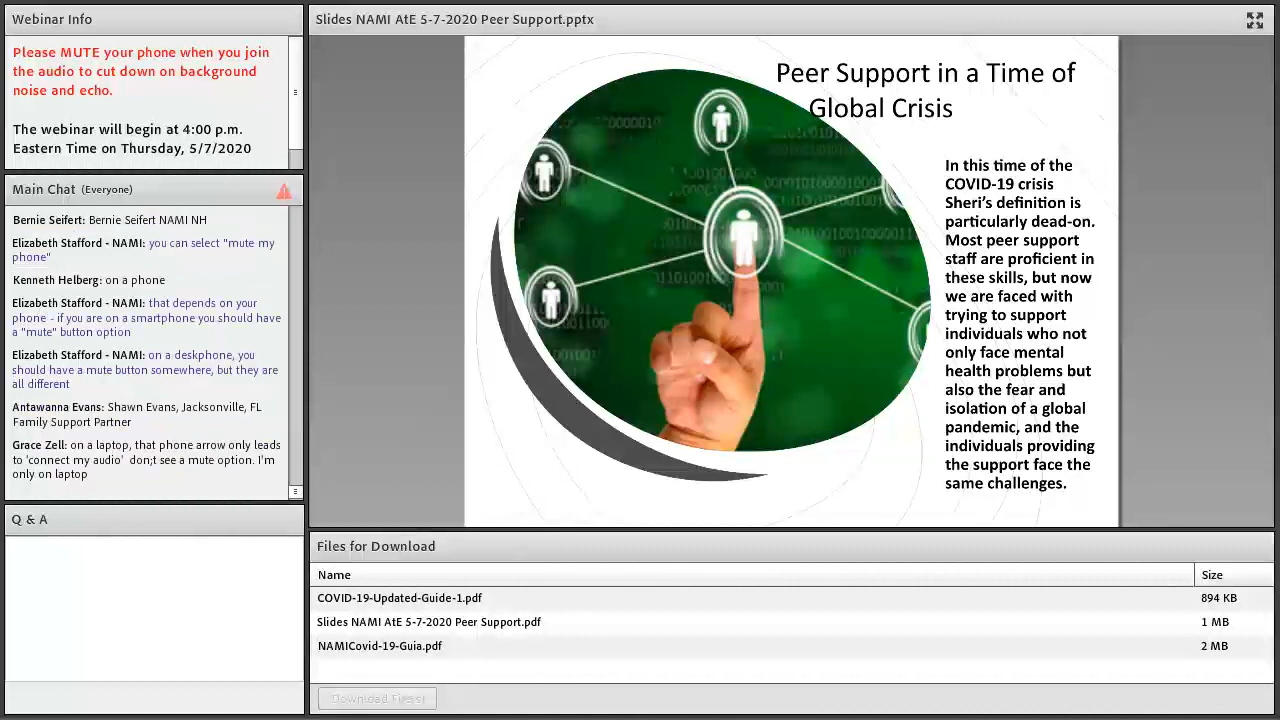 Webinar Info
Please MUTE your phone when you join
the audio to cut down on background
noise and echo.
The webinar will begin at 4:00 p.m.
Eastern Time on Thursday, 5/7/2020
Main Chat (Everyone)
Bernie Seifert: Bernie Seifert NAMI NH
Elizabeth Stafford - NAMI: you can select "mute my
phone"
Kenneth Helberg: on a phone
Elizabeth Stafford - NAMI: that depends on your
phone - if you are on a smartphone you should have
a "mute" button option
Elizabeth Stafford - NAMI: on a deskphone, you
should have a mute button somewhere, but they are
all different
Antawanna Evans: Shawn Evans, Jacksonville, FL
Family Support Partner
Grace Zell: on a laptop, that phone arrow only leads
to 'connect my audio' don;t see a mute option. I'm
only on laptop
Q & A
Slides NAMI AtE 5-7-2020 Peer Support.pptx
Peer Support in a Time of
Global Crisis
In this time of the
COVID-19 crisis
Sheri's definition is
particularly dead-on.
Most peer support
staff are proficient in
these skills, but now
we are faced with
trying to support
individuals who not
only face mental
health problems but
also the fear and
isolation of a global
pandemic, and the
individuals providing
the support face the
same challenges.
Files for Download
Name Size
COVID-19-Updated-Guide-1.pdf 894 KB
Slides NAMI AtE 5-7-2020 Peer Support.pdf 1 MB
NAMICovid-19-Guia.pdf 2 MB
Download File(s)